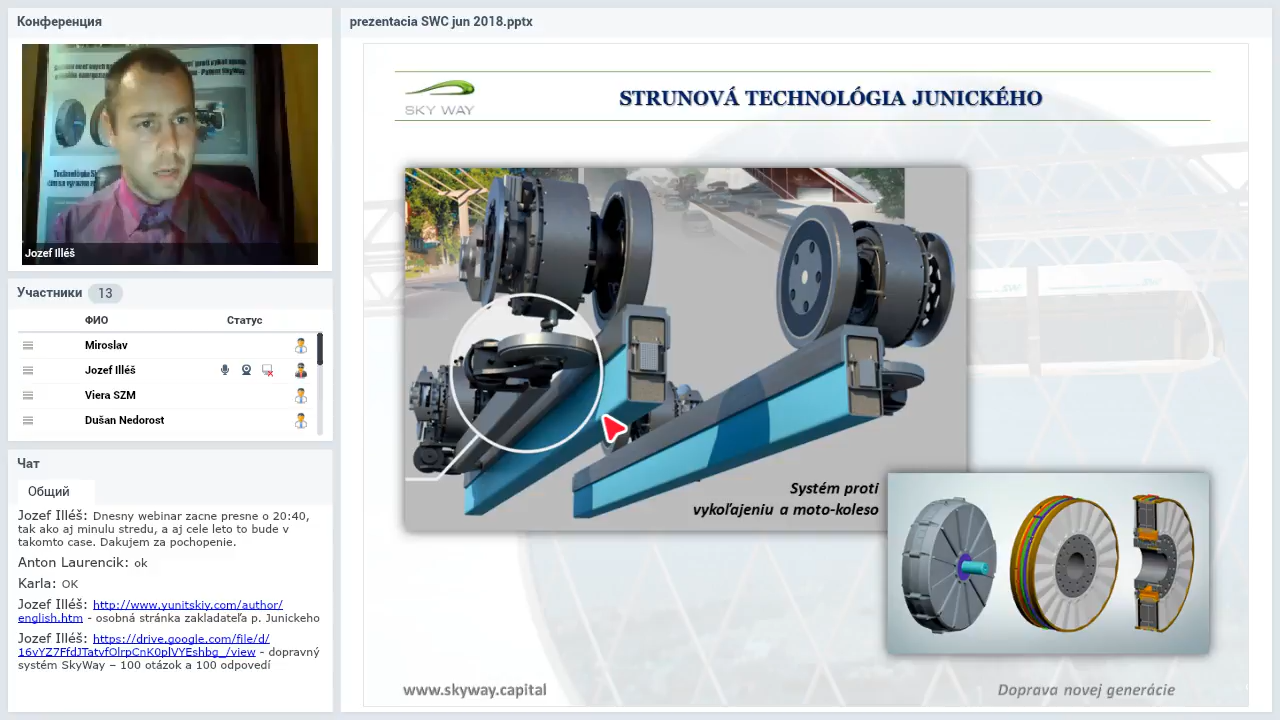 Конференция
Jozef Illéš
Участники 13
ФИО Статус
Miroslav
Jozef Illéš
Viera SZM
Dušan Nedorost
Чат
Общий
Jozef Illéš: Dnesny webinar zacne presne o 20:40,
tak ako aj minulu stredu, a aj cele leto to bude v
takomto case. Dakujem za pochopenie.
Anton Laurencik: ok
Karla: OK
Jozef Illéš: http://www.yunitskiy.com/author/
english.htm - osobná stránka zakladateľa p. Junickeho
Jozef Illéš: https://drive.google.com/file/d/
16vYZ7FfdJTatvfOlrpCnK0plVYEshbg_/view - dopravný
systém SkyWay – 100 otázok a 100 odpovedí
prezentacia SWC jun 2018.pptx
SKY WAY
STRUNOVÁ TECHNOLÓGIA JUNICKÉHO
Systém proti
vykoľajeniu a moto-koleso
www.skyway.capital
Doprava novej generácie